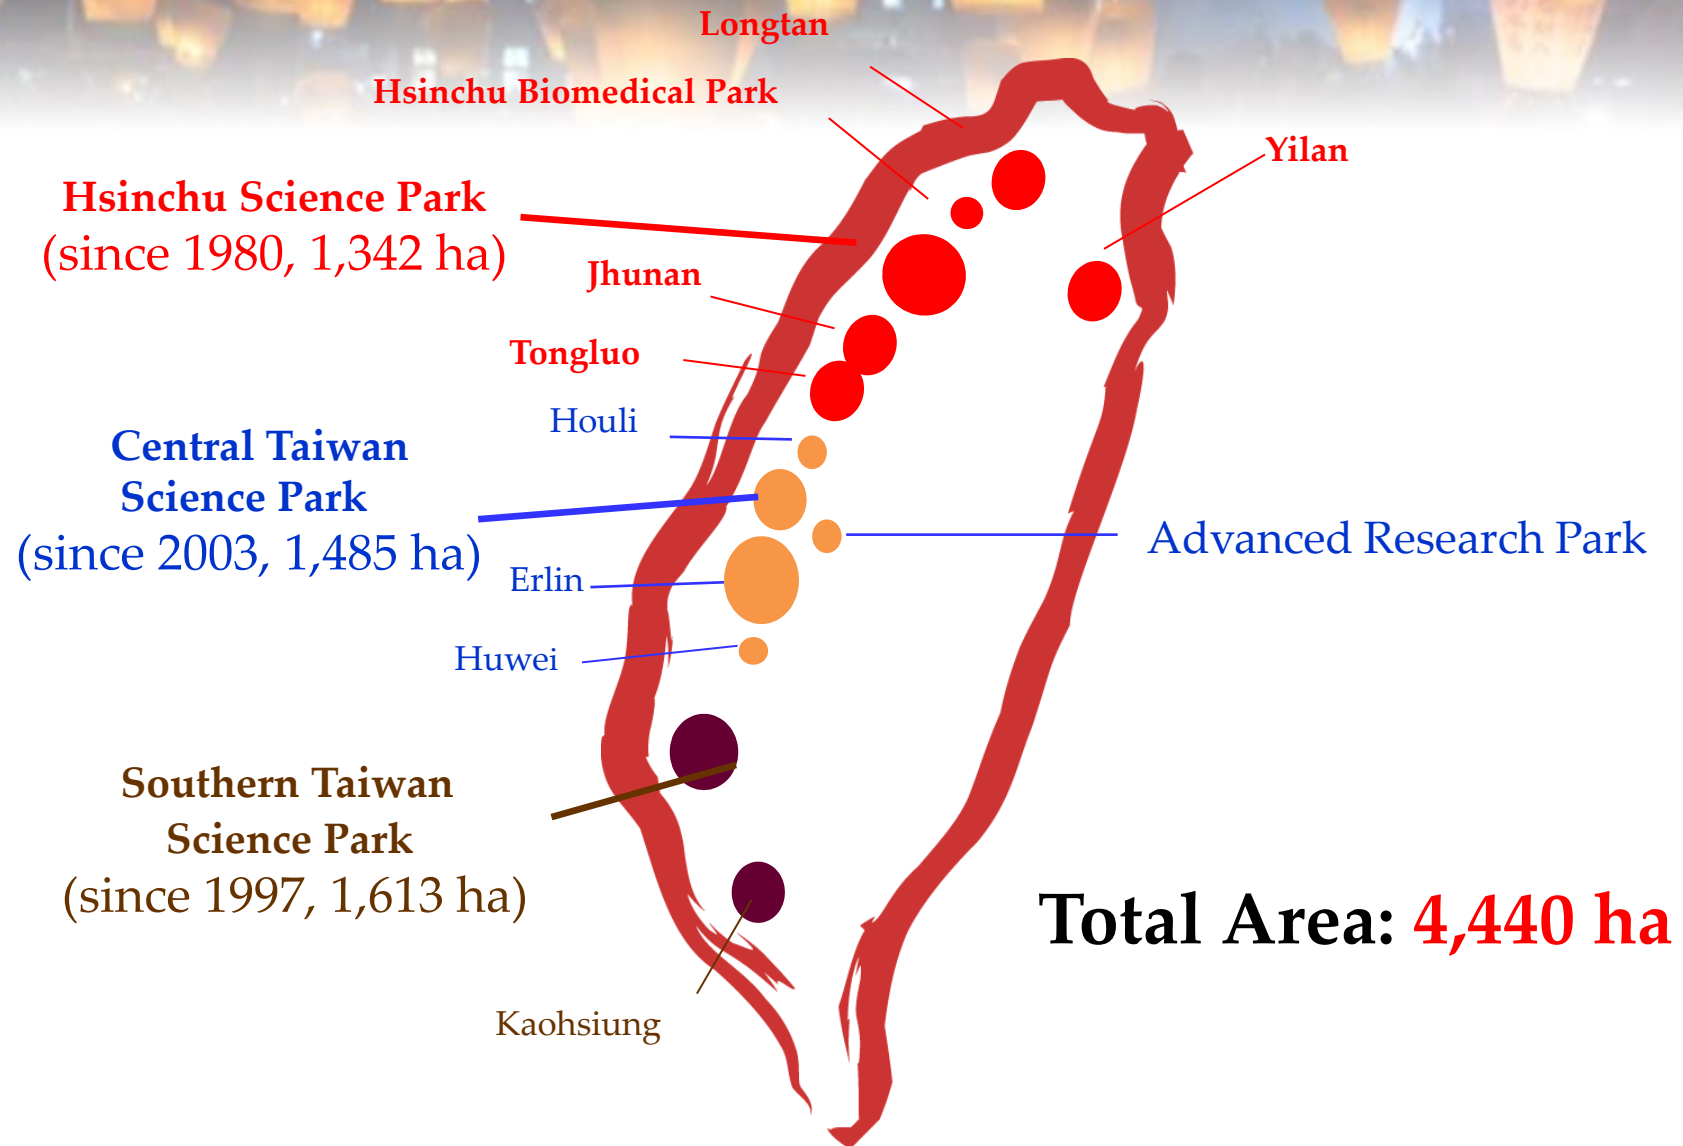 Longtan
Hsinchu Biomedical Park
Yilan
Hsinchu Science Park
(since 1980, 1,342 ha)
Jhunan
Tongluo
Houli
Central Taiwan
Science Park
(since 2003, 1,485 ha)
Advanced Research Park
Erlin
Huwei
Southern Taiwan
Science Park
(since 1997, 1,613 ha)
Total Area: 4,440 ha
Kaohsiung